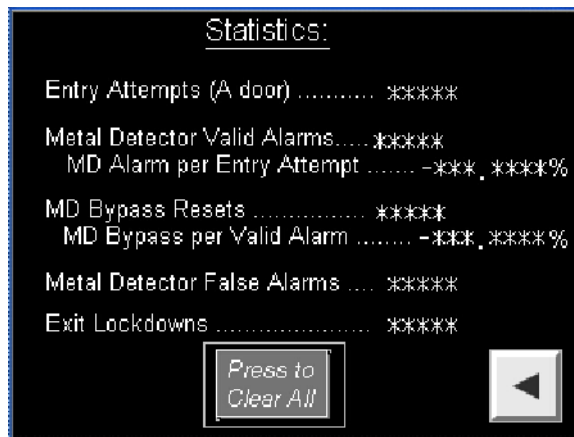 Statistics:
Entry Attempts (A door) ........... *****
Metal Detector Valid Alarms..... *****
MD Alarm per Entry Attempt ....... -***.****%
MD Bypass Resets ................ *****
MD Bypass per Valid Alarm ........ -***.****%
Metal Detector False Alarms .... *****
Exit Lockdowns ...................... *****
Press to
Clear All